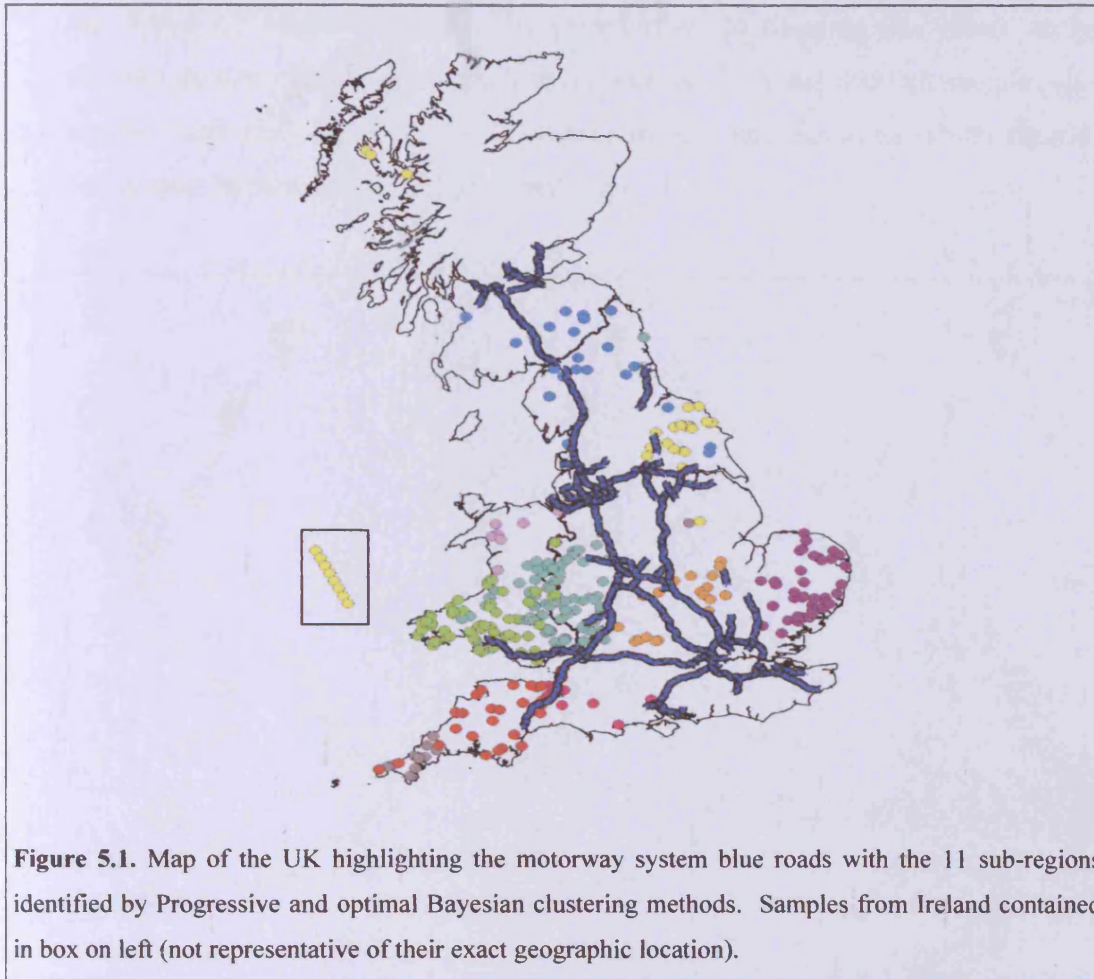 Figure 5.1. Map of the UK highlighting the motorway system blue roads with the 11 sub-regions
identified by Progressive and optimal Bayesian clustering methods. Samples from Ireland contained
in box on left (not representative of their exact geographic location).